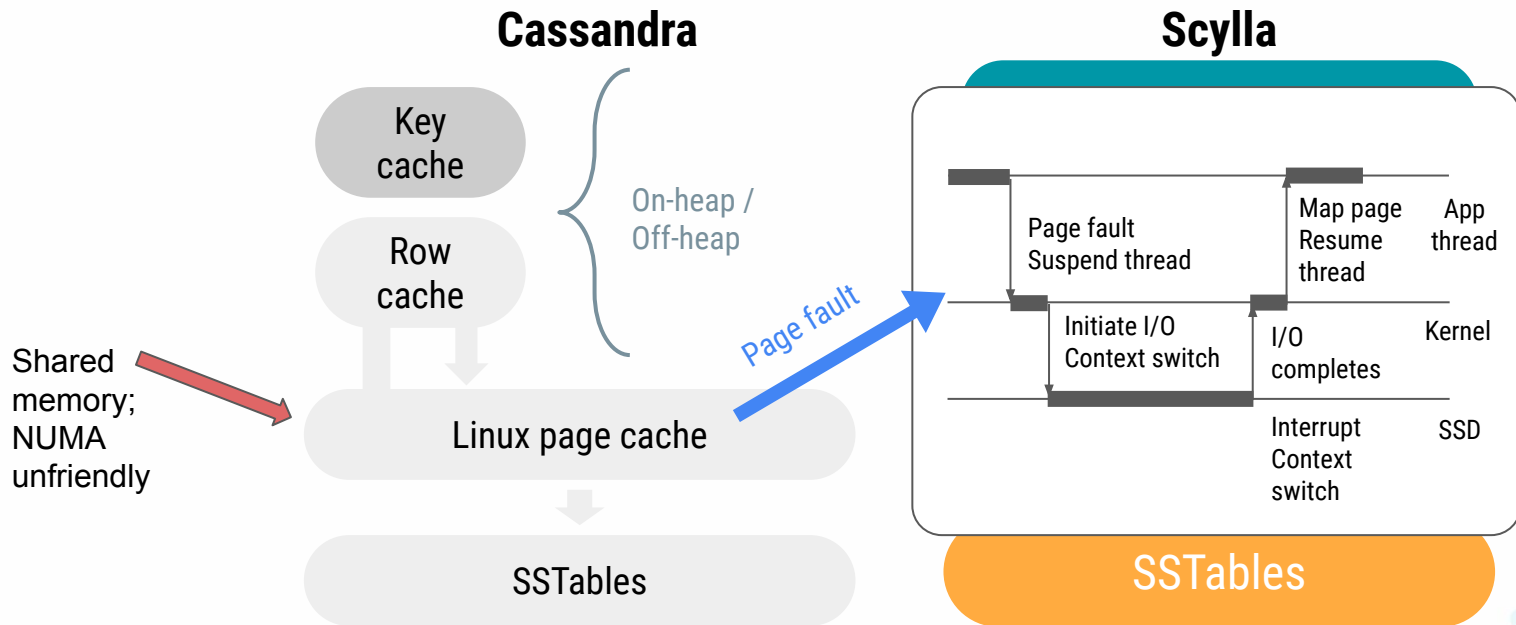 Cassandra
Key
cache
Row
cache
On-heap /
Off-heap
Shared
memory;
NUMA
unfriendly
Linux page cache
SSTables
Page fault
Scylla
Page fault
Suspend thread
Map page
Resume
thread
App
thread
Initiate I/O
Context switch
I/O
completes
Kernel
Interrupt
Context
switch
SSD
SSTables